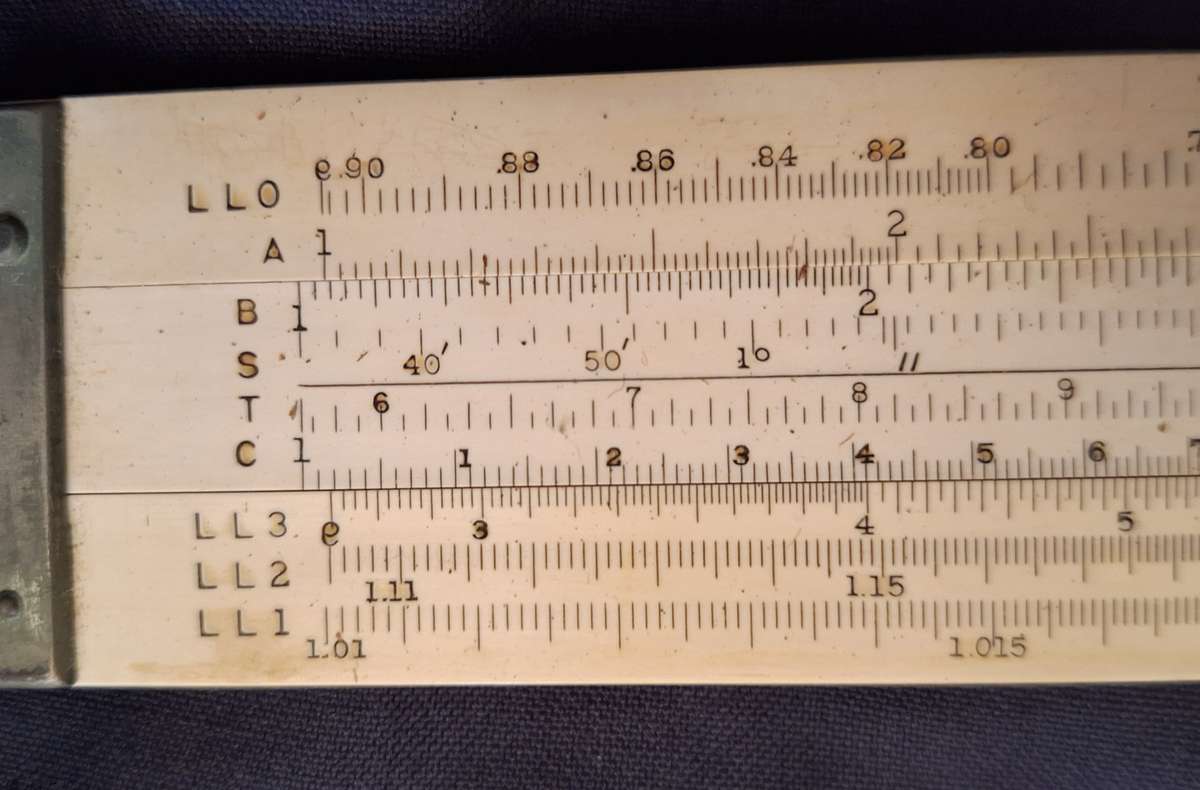 LL0 e .90 .88 .86 .84 .82 .80
A 1 2
B 1 2
S 40′ 50′ 1° ″
T 6 7 8 9
C 1 1 2 3 4 5 6 7
LL3 e 3 4 5
LL2 1.11 1.15
LL1 1.01 1.015